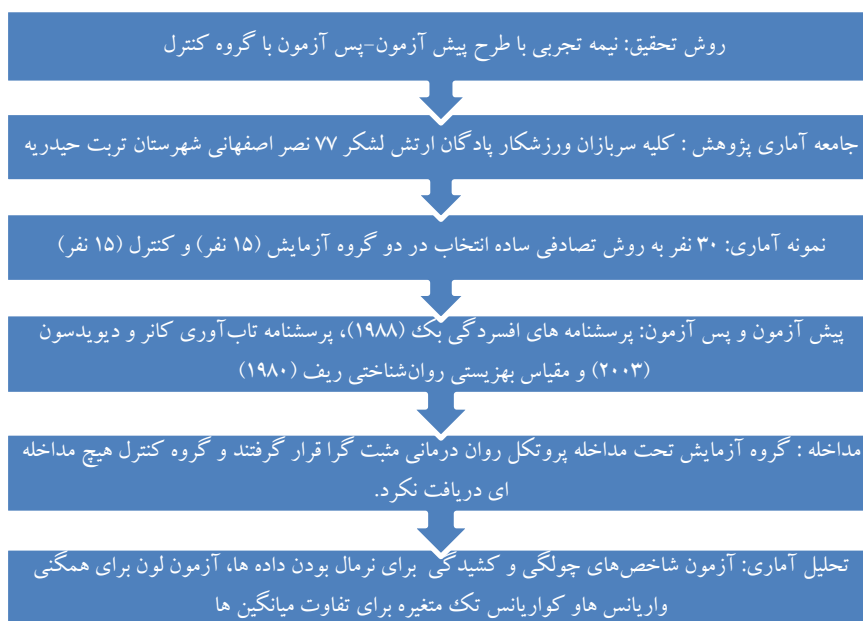 روش تحقیق: نیمه تجربی با طرح پیش آزمون-پس آزمون با گروه کنترل
جامعه آماری پژوهش : کلیه سربازان ورزشکار پادگان ارتش لشکر ۷۷ نصر اصفهانی شهرستان تربت حیدریه
نمونه آماری: ۳۰ نفر به روش تصادفی ساده انتخاب در دو گروه آزمایش (۱۵ نفر) و کنترل (۱۵ نفر)
پیش آزمون و پس آزمون: پرسشنامه های افسردگی بک (۱۹۸۸)، پرسشنامه تاب‌آوری کانر و دیویدسون
(۲۰۰۳) و مقیاس بهزیستی روان‌شناختی ریف (۱۹۸۰)
مداخله : گروه آزمایش تحت مداخله پروتکل روان درمانی مثبت گرا قرار گرفتند و گروه کنترل هیچ مداخله
ای دریافت نکرد.
تحلیل آماری: آزمون شاخص‌های چولگی و کشیدگی برای نرمال بودن داده ها، آزمون لون برای همگنی
واریانس هاو کواریانس تک متغیره برای تفاوت میانگین ها